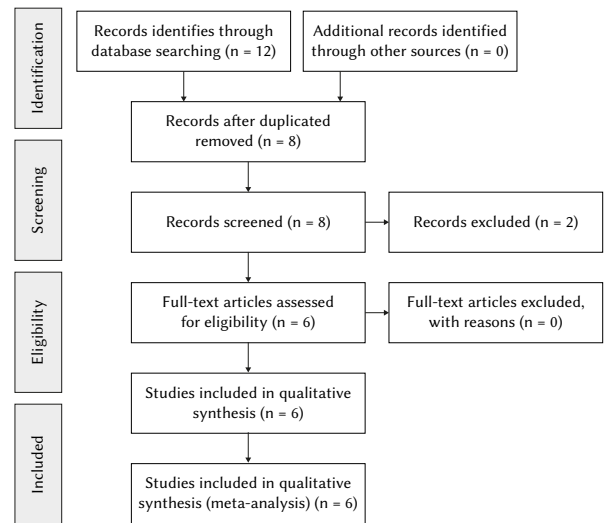 Identification
Records identifies through
database searching (n = 12)
Additional records identified
through other sources (n = 0)
Records after duplicated
removed (n = 8)
Screening
Records screened (n = 8)
Records excluded (n = 2)
Eligibility
Full-text articles assessed
for eligibility (n = 6)
Full-text articles excluded,
with reasons (n = 0)
Studies included in qualitative
synthesis (n = 6)
Included
Studies included in qualitative
synthesis (meta-analysis) (n = 6)